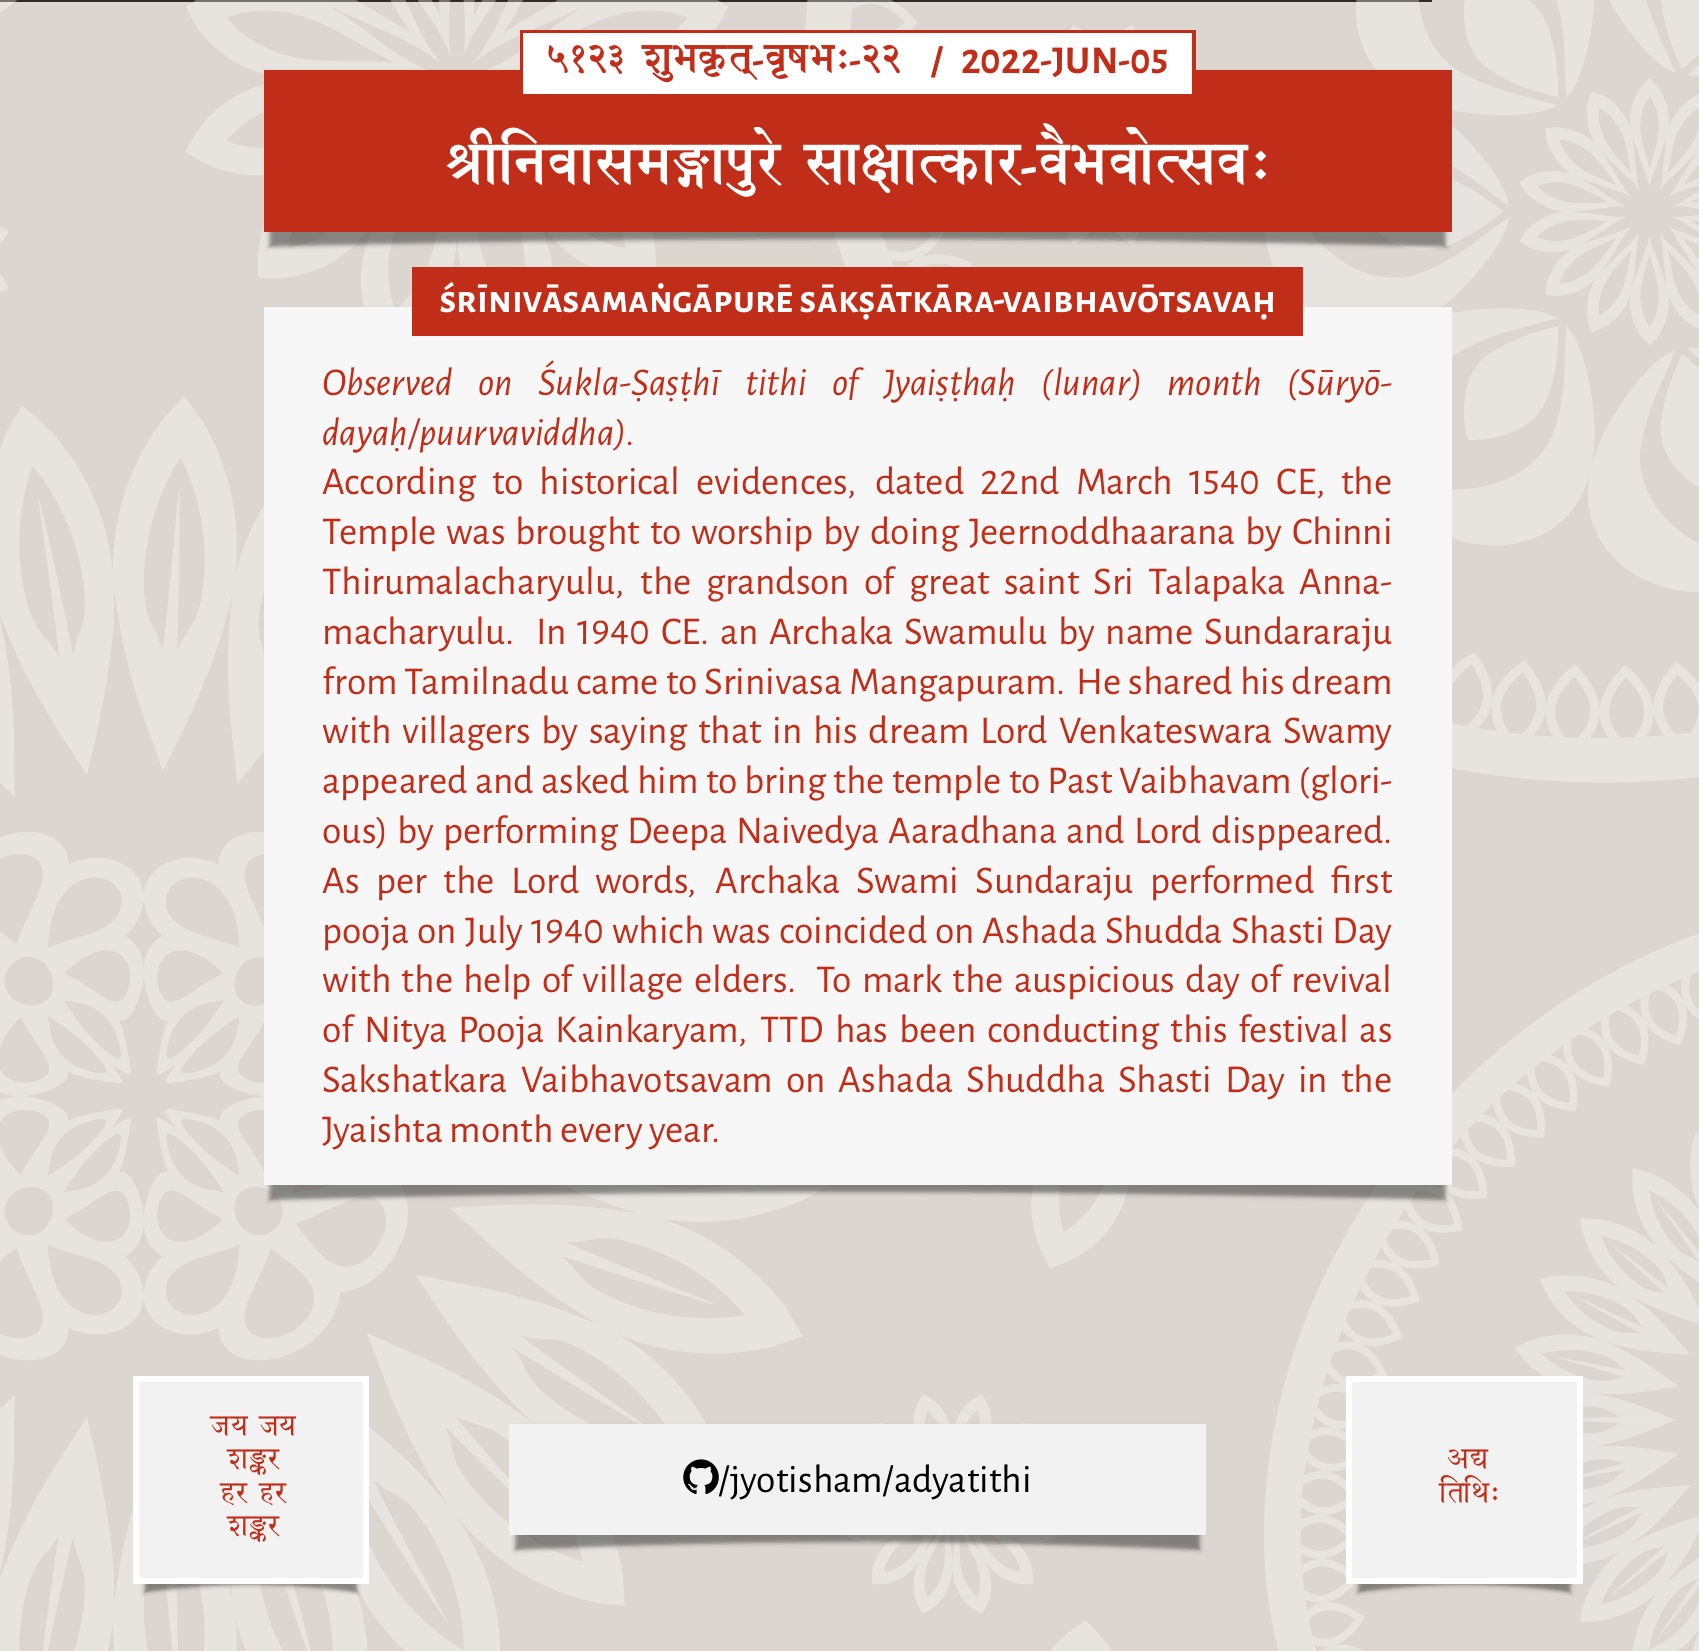 ५१२३ शुभकृत्-वृषभः-२२ / 2022-JUN-05
श्रीनिवासमङ्गापुरे साक्षात्कार-वैभवोत्सवः
ŚRĪNIVĀSAMAṄGĀPURĒ SĀKṢĀTKĀRA-VAIBHAVŌTSAVAḤ
Observed on Śukla-Ṣaṣṭhī tithi of Jyaiṣṭhaḥ (lunar) month (Sūryō-
dayaḥ/puurvaviddha).
According to historical evidences, dated 22nd March 1540 CE, the
Temple was brought to worship by doing Jeernoddhaarana by Chinni
Thirumalacharyulu, the grandson of great saint Sri Talapaka Anna-
macharyulu. In 1940 CE. an Archaka Swamulu by name Sundararaju
from Tamilnadu came to Srinivasa Mangapuram. He shared his dream
with villagers by saying that in his dream Lord Venkateswara Swamy
appeared and asked him to bring the temple to Past Vaibhavam (glori-
ous) by performing Deepa Naivedya Aaradhana and Lord disppeared.
As per the Lord words, Archaka Swami Sundaraju performed first
pooja on July 1940 which was coincided on Ashada Shudda Shasti Day
with the help of village elders. To mark the auspicious day of revival
of Nitya Pooja Kainkaryam, TTD has been conducting this festival as
Sakshatkara Vaibhavotsavam on Ashada Shuddha Shasti Day in the
Jyaishta month every year.
जय जय
शङ्कर
हर हर
शङ्कर
/jyotisham/adyatithi
अद्य
तिथिः